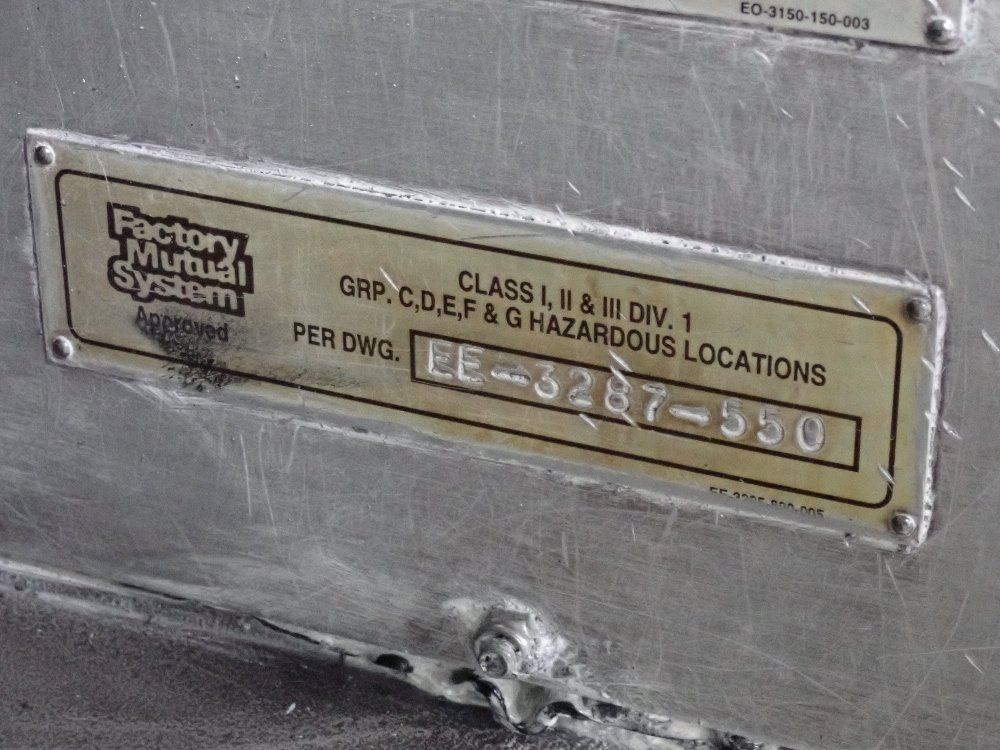 EO-3150-150-003
Factory
Mutual
System
Approved
CLASS I, II & III DIV. 1
GRP. C,D,E,F & G HAZARDOUS LOCATIONS
PER DWG. EE-3287-550